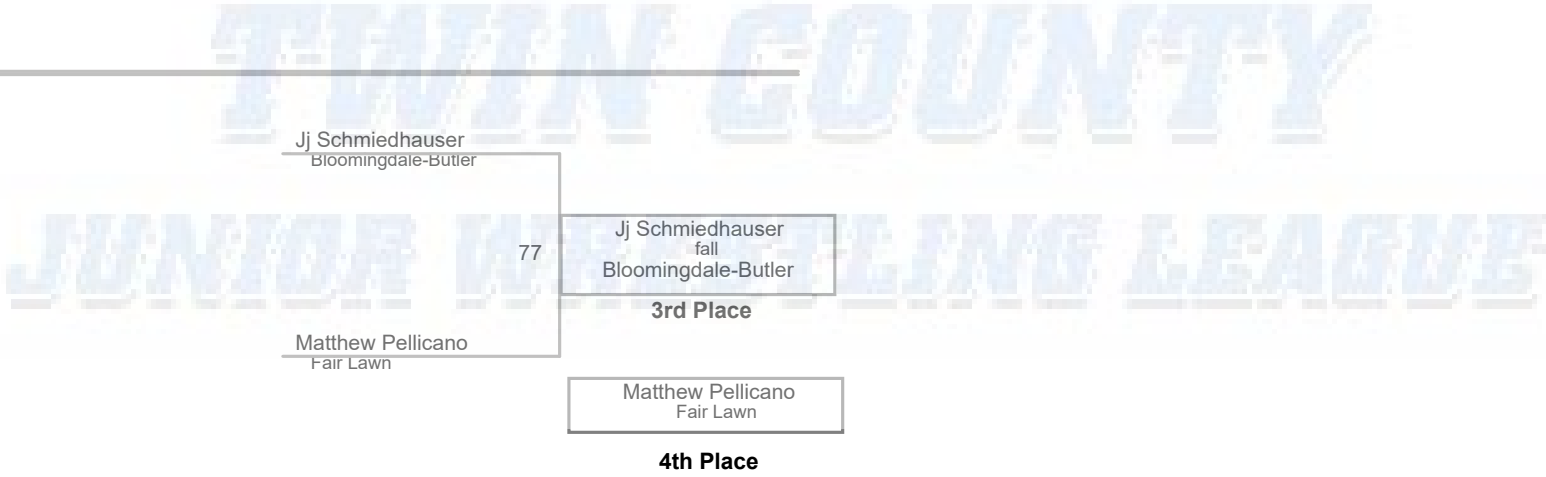 TWIN COUNTY
Jj Schmiedhauser
Bloomingdale-Butler
JUNIOR WRESTLING LEAGUE
77
Jj Schmiedhauser
fall
Bloomingdale-Butler
3rd Place
Matthew Pellicano
Fair Lawn
Matthew Pellicano
Fair Lawn
4th Place